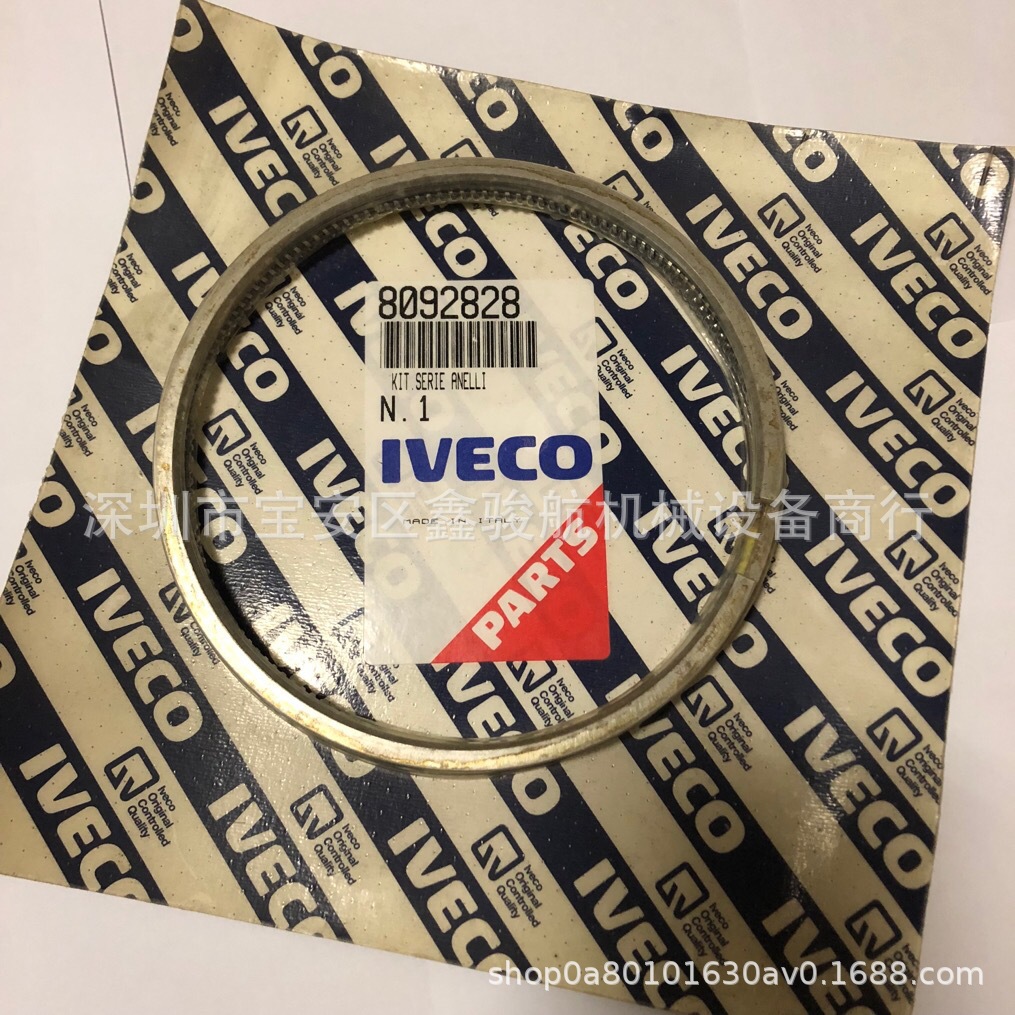 8092828
KIT.SERIE ANELLI
N.1
IVECO
MADE IN ITALY
PARTS
IVECO
Iveco
Original
Controlled
Quality
深圳市宝安区鑫骏航机械设备商行
shop0a80101630av0.1688.com